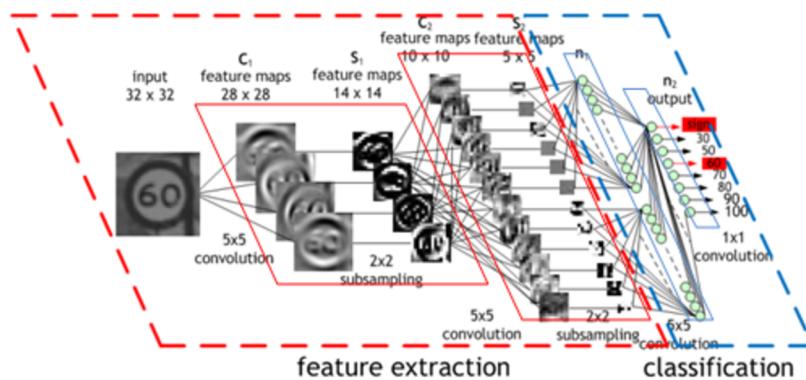 input
32 x 32
C₁
feature maps
28 x 28
S₁
feature maps
14 x 14
C₂
feature maps
10 x 10
S₂
feature maps
5 x 5
n₁
n₂
output
60
sign
30
50
60
70
80
90
100
5x5
convolution
2x2
subsampling
5x5
convolution
2x2
subsampling
5x5
convolution
1x1
convolution
feature extraction
classification